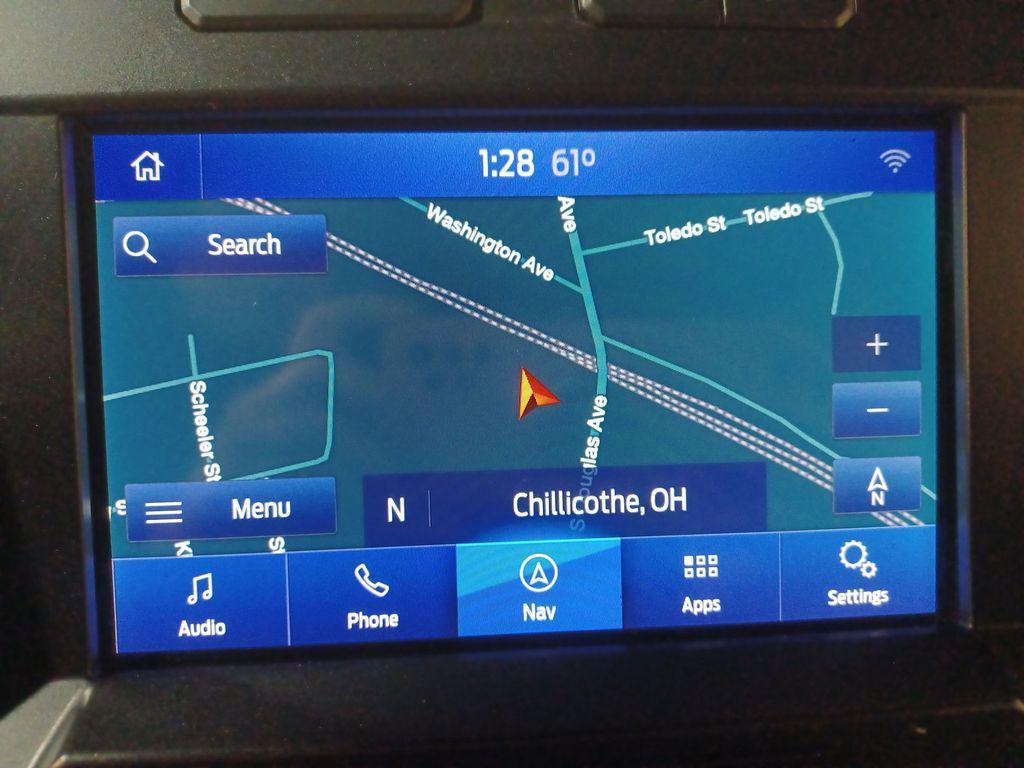 1:28 61°
Search
Washington Ave
Ave
Toledo St Toledo St
+
−
Scheeler St
N
Menu
N Chillicothe, OH
Audio
Phone
Nav
Apps
Settings